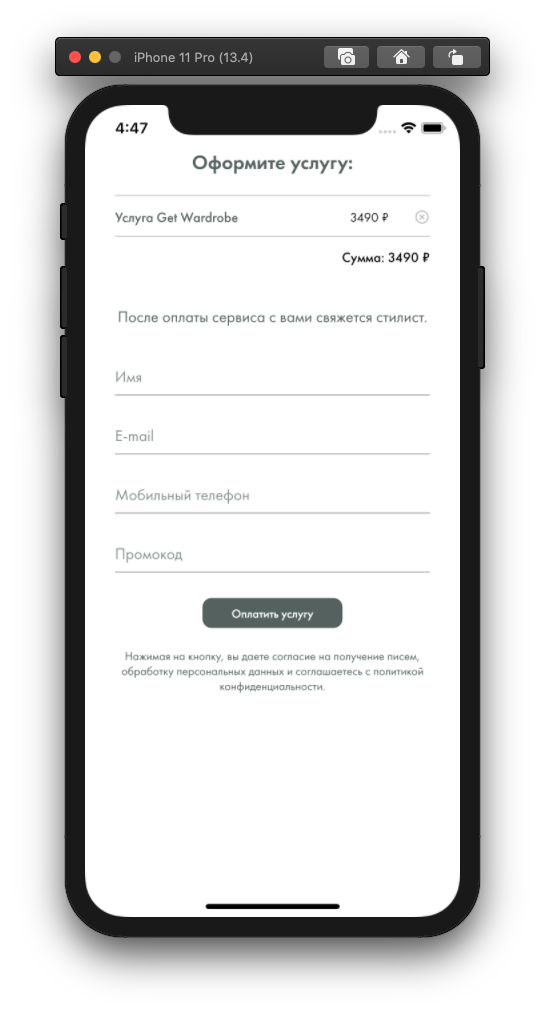 iPhone 11 Pro (13.4)
4:47
Оформите услугу:
Услуга Get Wardrobe 3490 ₽
Сумма: 3490 ₽
После оплаты сервиса с вами свяжется стилист.
Имя
E-mail
Мобильный телефон
Промокод
Оплатить услугу
Нажимая на кнопку, вы даете согласие на получение писем,
обработку персональных данных и соглашаетесь с политикой
конфиденциальности.